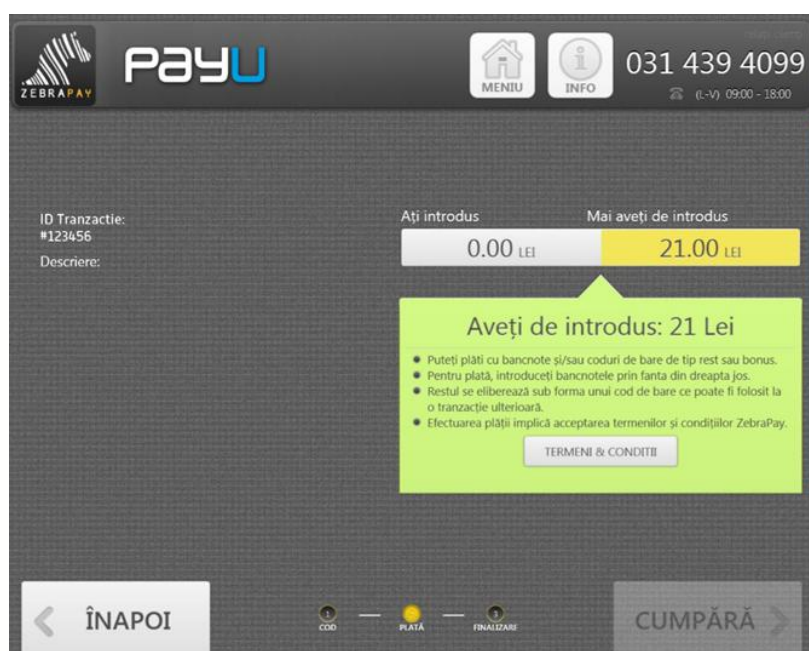 relații clienți
ZEBRAPAY
PayU
MENIU
INFO
031 439 4099
(L-V) 09:00 - 18:00
ID Tranzactie:
#123456
Descriere:
Ați introdus
Mai aveți de introdus
0.00 LEI
21.00 LEI
Aveți de introdus: 21 Lei
Puteți plăti cu bancnote și/sau coduri de bare de tip rest sau bonus.
Pentru plată, introduceți bancnotele prin fanta din dreapta jos.
Restul se eliberează sub forma unui cod de bare ce poate fi folosit la
o tranzacție ulterioară.
Efectuarea plății implică acceptarea termenilor și condițiilor ZebraPay.
TERMENI & CONDITII
ÎNAPOI
1
COD
PLATĂ
3
FINALIZARE
CUMPĂRĂ